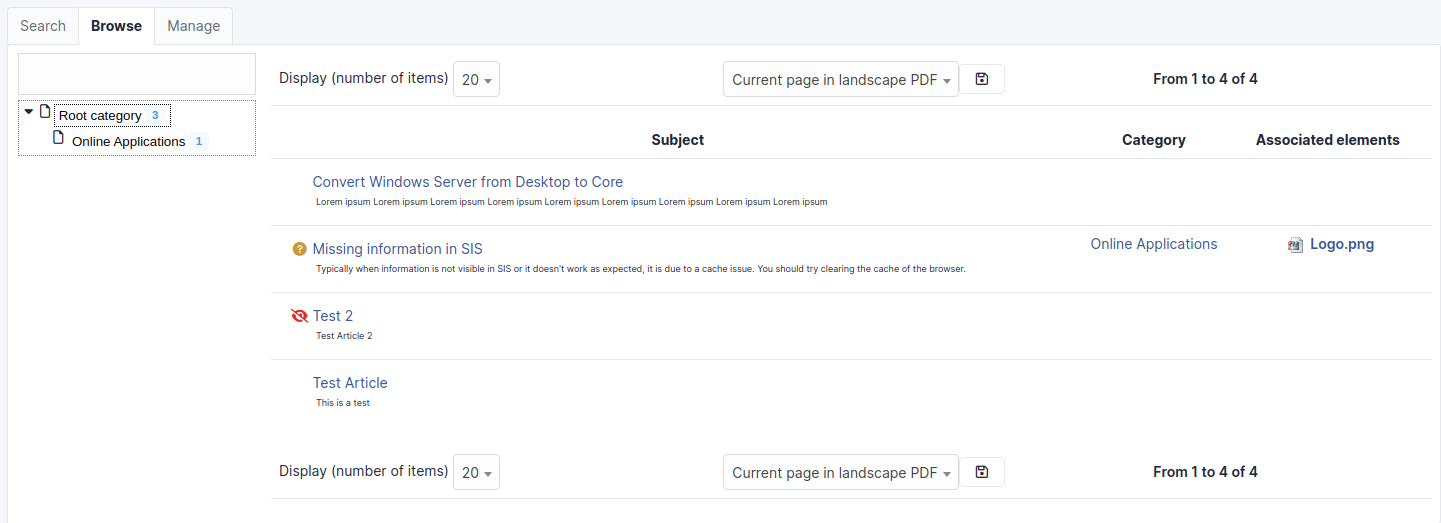 Search Browse Manage
Display (number of items) 20 Current page in landscape PDF From 1 to 4 of 4
Root category 3
Online Applications 1
Subject Category Associated elements
Convert Windows Server from Desktop to Core
Lorem ipsum Lorem ipsum Lorem ipsum Lorem ipsum Lorem ipsum Lorem ipsum Lorem ipsum Lorem ipsum Lorem ipsum
? Missing information in SIS Online Applications Logo.png
Typically when information is not visible in SIS or it doesn't work as expected, it is due to a cache issue. You should try clearing the cache of the browser.
Test 2
Test Article 2
Test Article
This is a test
Display (number of items) 20 Current page in landscape PDF From 1 to 4 of 4